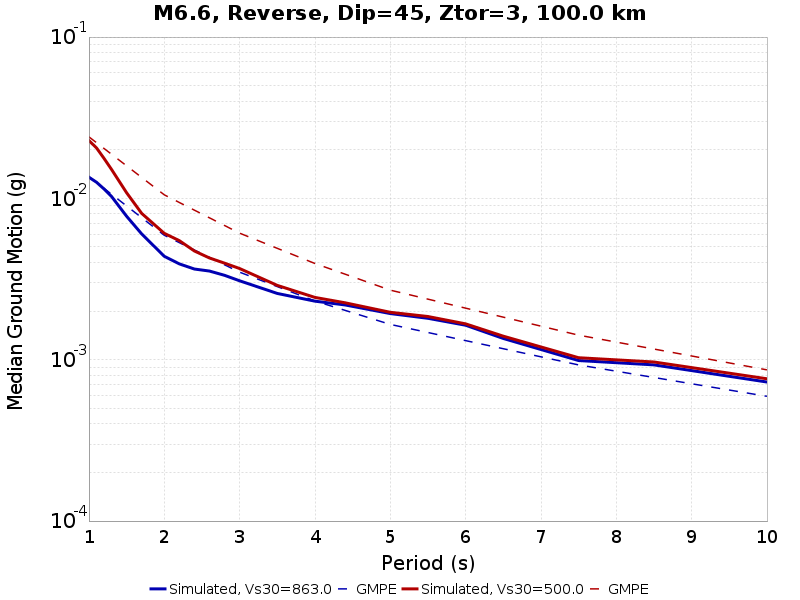 M6.6, Reverse, Dip=45, Ztor=3, 100.0 km
Median Ground Motion (g)
10-1
10-2
10-3
10-4
1 2 3 4 5 6 7 8 9 10
Period (s)
Simulated, Vs30=863.0 GMPE Simulated, Vs30=500.0 GMPE